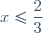 x ⩽ 2/3